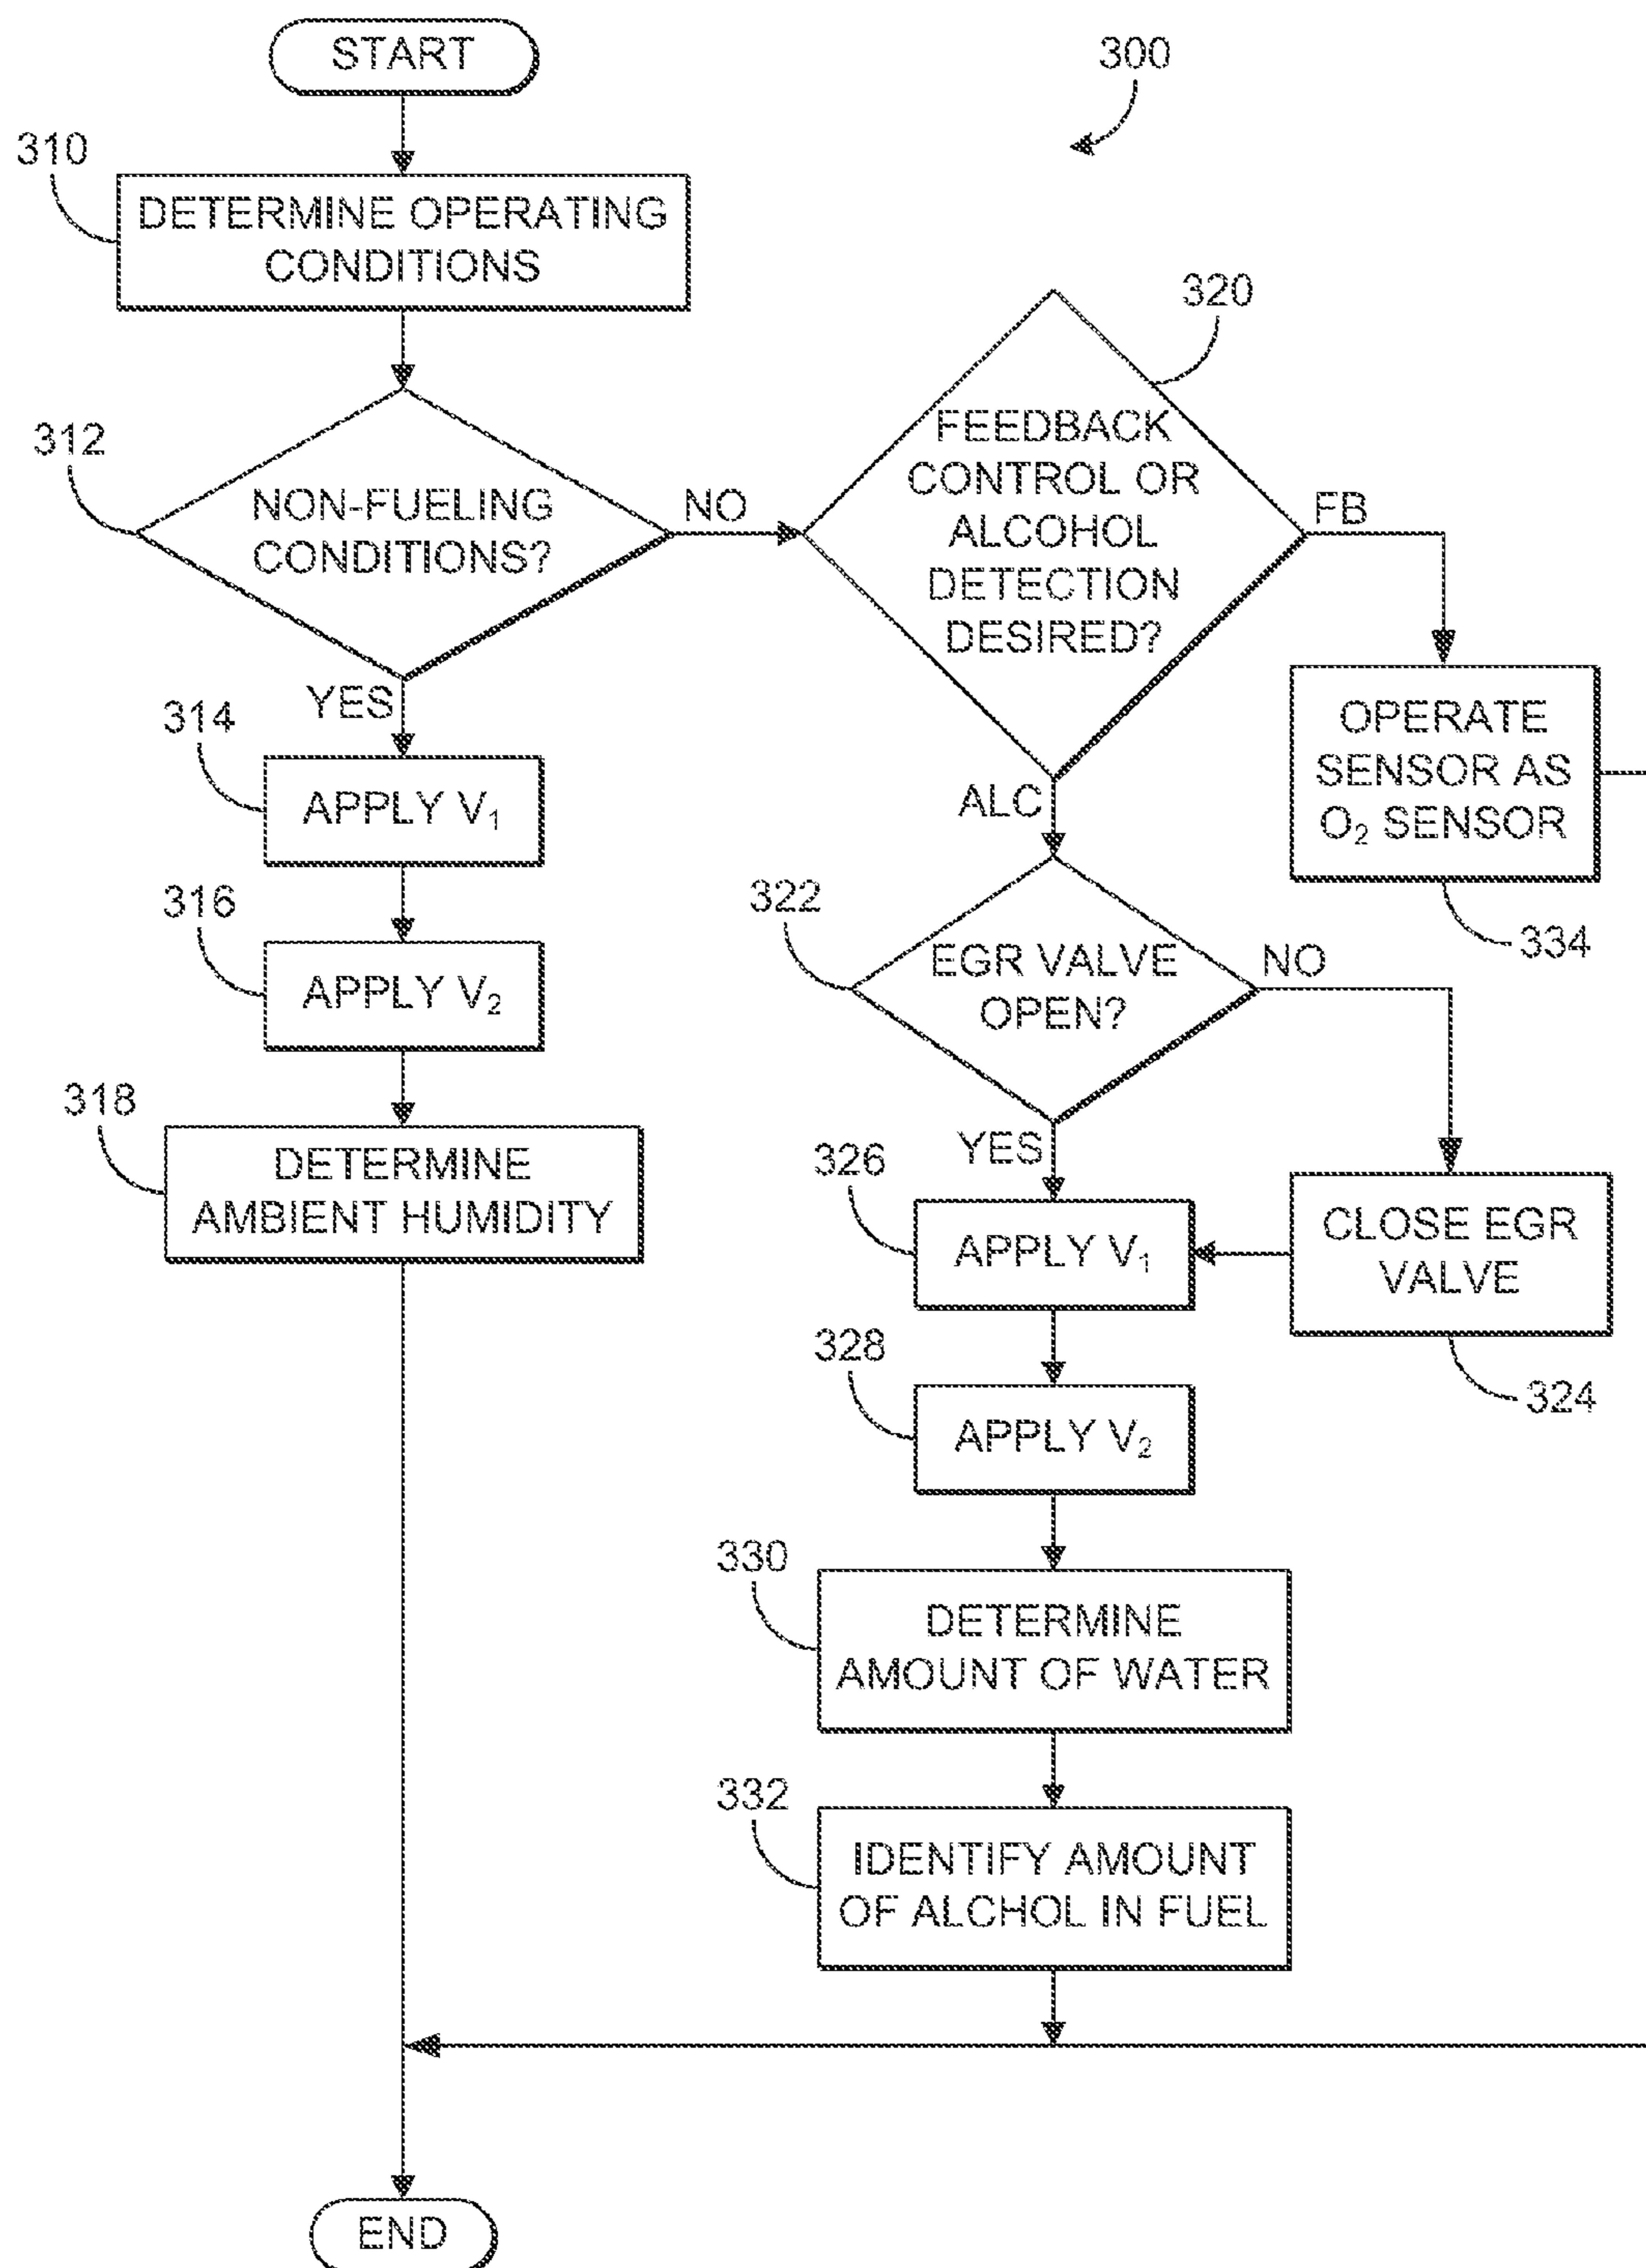 START
300
310
DETERMINE OPERATING
CONDITIONS
320
312
NON-FUELING
CONDITIONS?
NO
FEEDBACK
CONTROL OR
ALCOHOL
DETECTION
DESIRED?
FB
YES
314
APPLY V₁
ALC
OPERATE
SENSOR AS
O₂ SENSOR
334
316
APPLY V₂
322
EGR VALVE
OPEN?
NO
318
DETERMINE
AMBIENT HUMIDITY
YES
326
APPLY V₁
CLOSE EGR
VALVE
324
328
APPLY V₂
330
DETERMINE
AMOUNT OF WATER
332
IDENTIFY AMOUNT
OF ALCHOL IN FUEL
END